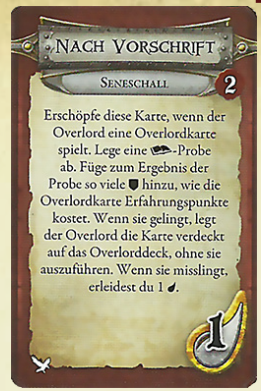 NACH VORSCHRIFT
SENESCHALL
2
Erschöpfe diese Karte, wenn der
Overlord eine Overlordkarte
spielt. Lege eine -Probe
ab. Füge zum Ergebnis der
Probe so viele hinzu, wie die
Overlordkarte Erfahrungspunkte
kostet. Wenn sie gelingt, legt
der Overlord die Karte verdeckt
auf das Overlorddeck, ohne sie
auszuführen. Wenn sie misslingt,
erleidest du 1 .
1